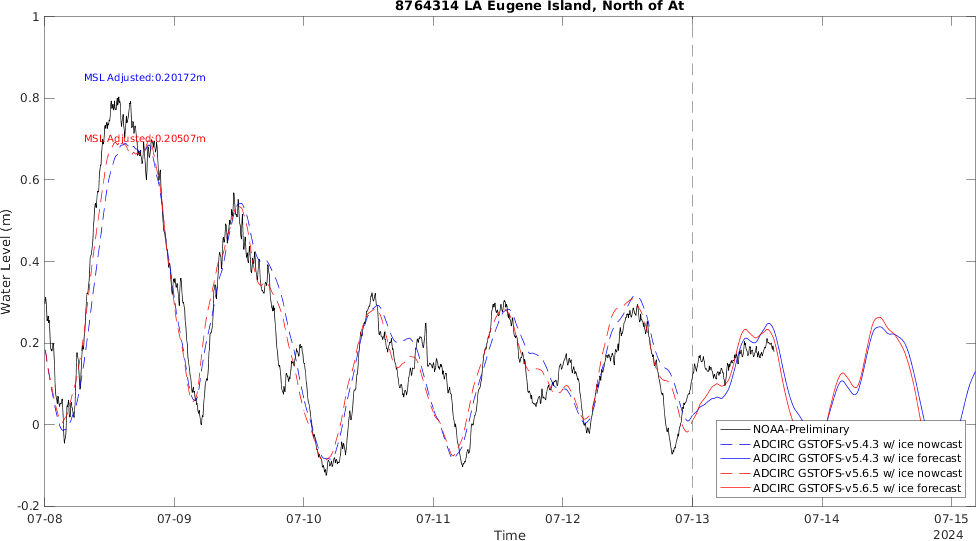 8764314 LA Eugene Island, North of At
MSL Adjusted:0.20172m
MSL Adjusted:0.20507m
Water Level (m)
1
0.8
0.6
0.4
0.2
0
-0.2
NOAA-Preliminary
ADCIRC GSTOFS-v5.4.3 w/ ice nowcast
ADCIRC GSTOFS-v5.4.3 w/ ice forecast
ADCIRC GSTOFS-v5.6.5 w/ ice nowcast
ADCIRC GSTOFS-v5.6.5 w/ ice forecast
07-08 07-09 07-10 07-11 07-12 07-13 07-14 07-15
Time
2024